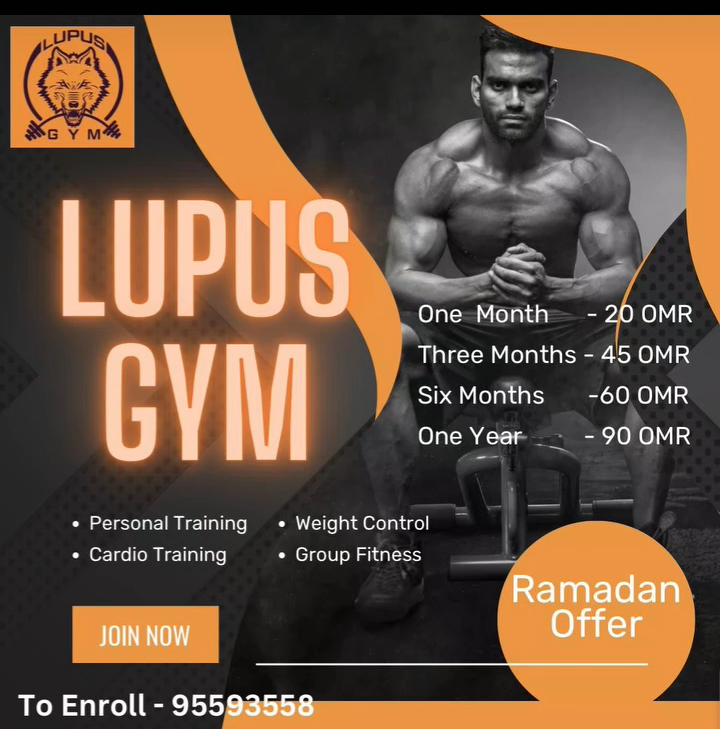 LUPUS
GYM
LUPUS
GYM
One Month - 20 OMR
Three Months - 45 OMR
Six Months -60 OMR
One Year - 90 OMR
• Personal Training
• Weight Control
• Cardio Training
• Group Fitness
Ramadan
Offer
JOIN NOW
To Enroll - 95593558